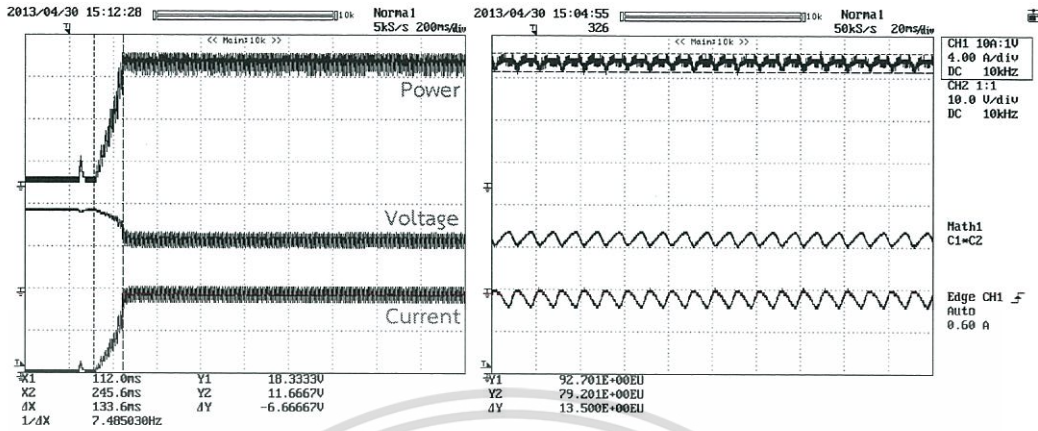 2013/04/30 15:12:28
10k
Normal
5kS/s 200ms/div
<< Main:10k >>
Power
Voltage
Current
X1 112.0ms Y1 18.3333V
X2 245.6ms Y2 11.6667V
ΔX 133.6ms ΔY -6.66667V
1/ΔX 7.485030Hz
2013/04/30 15:04:55
10k
Normal
326
50kS/s 20ms/div
<< Main:10k >>
CH1 10A:1V
4.00 A/div
DC 10kHz
CH2 1:1
10.0 V/div
DC 10kHz
Math1
C1*C2
Edge CH1
Auto
0.60 A
Y1 92.701E+00EU
Y2 79.201E+00EU
ΔY 13.500E+00EU